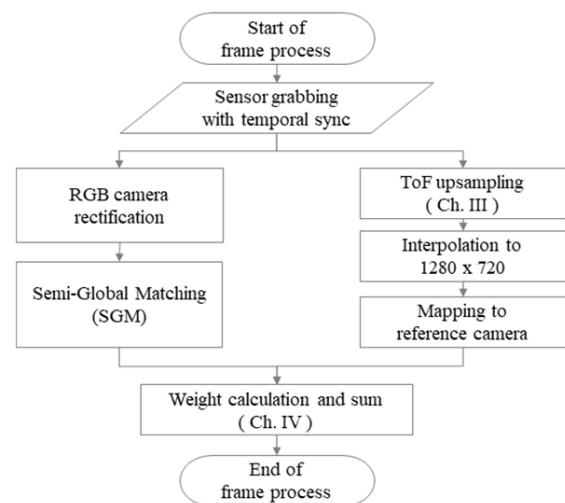 Start of
frame process
Sensor grabbing
with temporal sync
RGB camera
rectification
Semi-Global Matching
(SGM)
ToF upsampling
( Ch. III )
Interpolation to
1280 x 720
Mapping to
reference camera
Weight calculation and sum
( Ch. IV )
End of
frame process